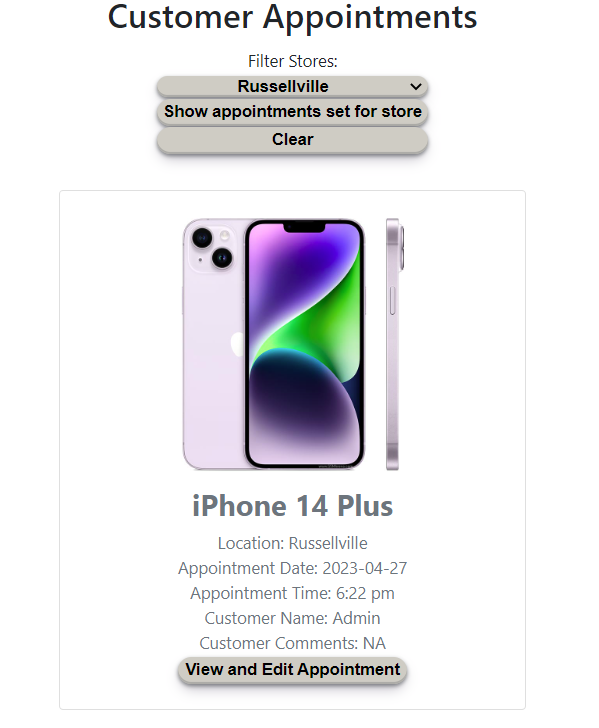 Customer Appointments
Filter Stores:
Russellville
Show appointments set for store
Clear
iPhone 14 Plus
Location: Russellville
Appointment Date: 2023-04-27
Appointment Time: 6:22 pm
Customer Name: Admin
Customer Comments: NA
View and Edit Appointment